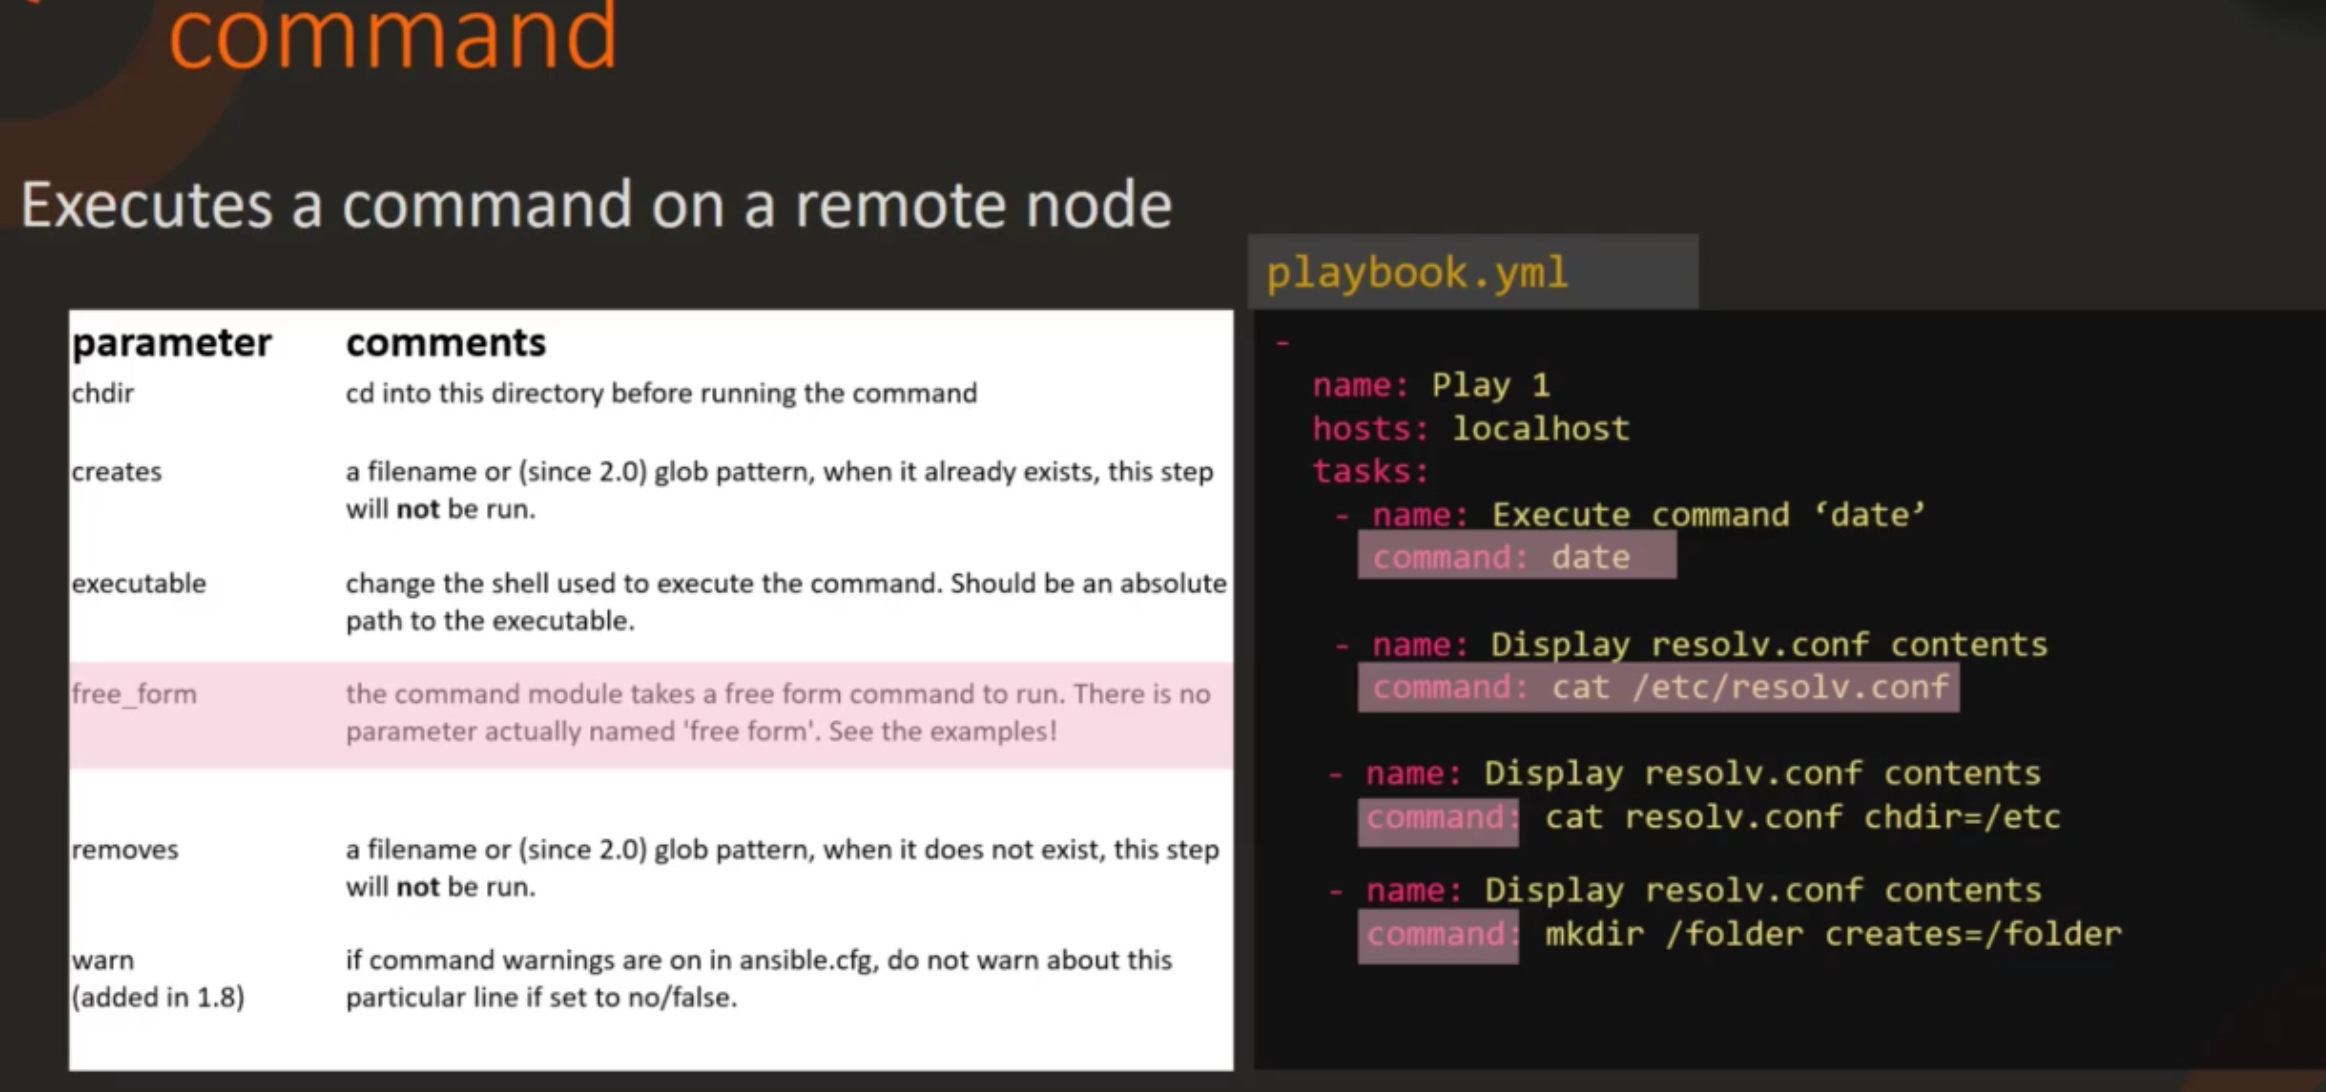 command
Executes a command on a remote node
parameter comments
chdir cd into this directory before running the command
creates a filename or (since 2.0) glob pattern, when it already exists, this step
will not be run.
executable change the shell used to execute the command. Should be an absolute
path to the executable.
free_form the command module takes a free form command to run. There is no
parameter actually named 'free form'. See the examples!
removes a filename or (since 2.0) glob pattern, when it does not exist, this step
will not be run.
warn if command warnings are on in ansible.cfg, do not warn about this
(added in 1.8) particular line if set to no/false.
playbook.yml
-
name: Play 1
hosts: localhost
tasks:
- name: Execute command ‘date’
command: date
- name: Display resolv.conf contents
command: cat /etc/resolv.conf
- name: Display resolv.conf contents
command: cat resolv.conf chdir=/etc
- name: Display resolv.conf contents
command: mkdir /folder creates=/folder